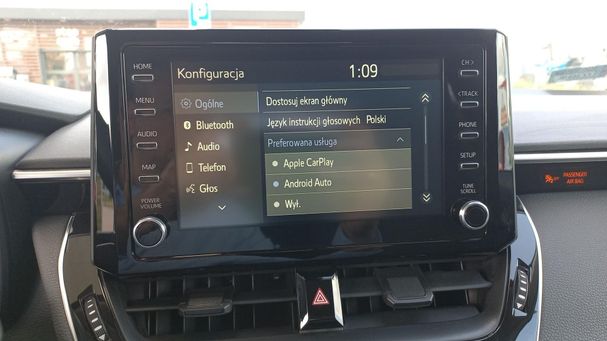 HOME
MENU
AUDIO
MAP
POWER
VOLUME
Konfiguracja
1:09
Ogólne
Bluetooth
Audio
Telefon
Głos
Dostosuj ekran główny
Język instrukcji głosowych Polski
Preferowana usługa
Apple CarPlay
Android Auto
Wył.
CH>
<TRACK
PHONE
SETUP
TUNE
SCROLL
PASSENGER
AIR BAG